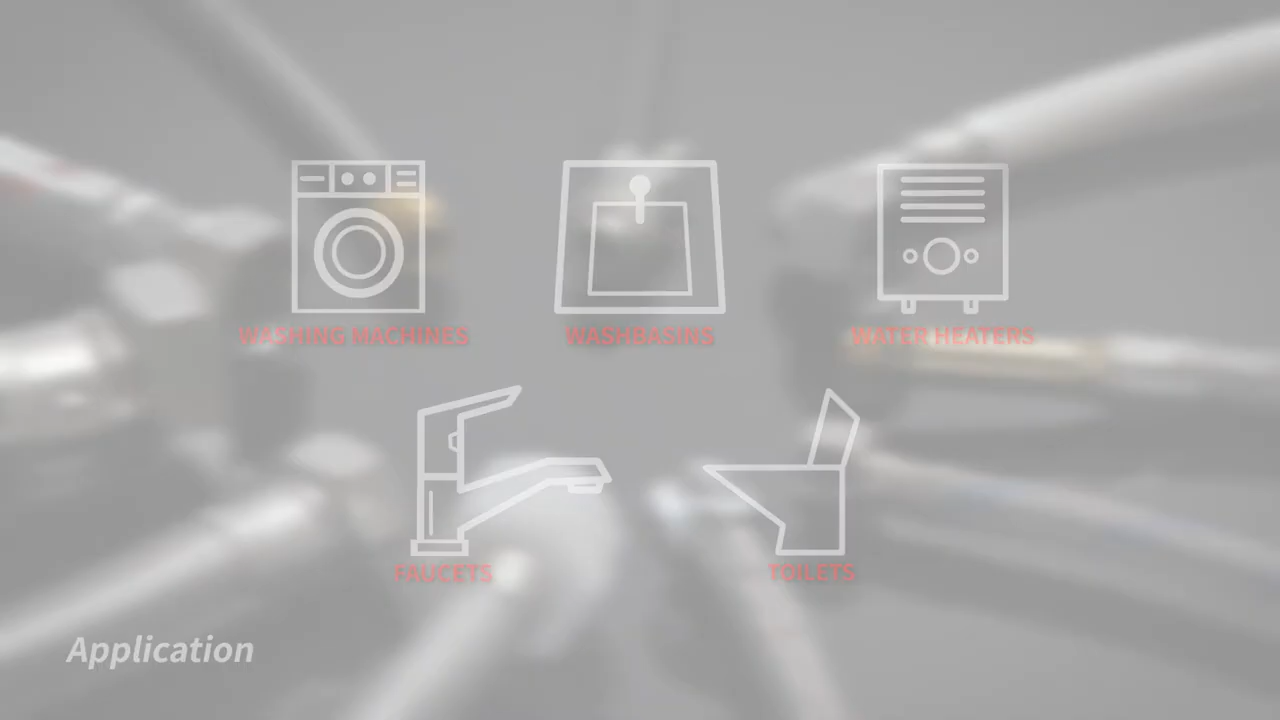 WASHING MACHINES
WASHBASINS
WATER HEATERS
FAUCETS
TOILETS
Application